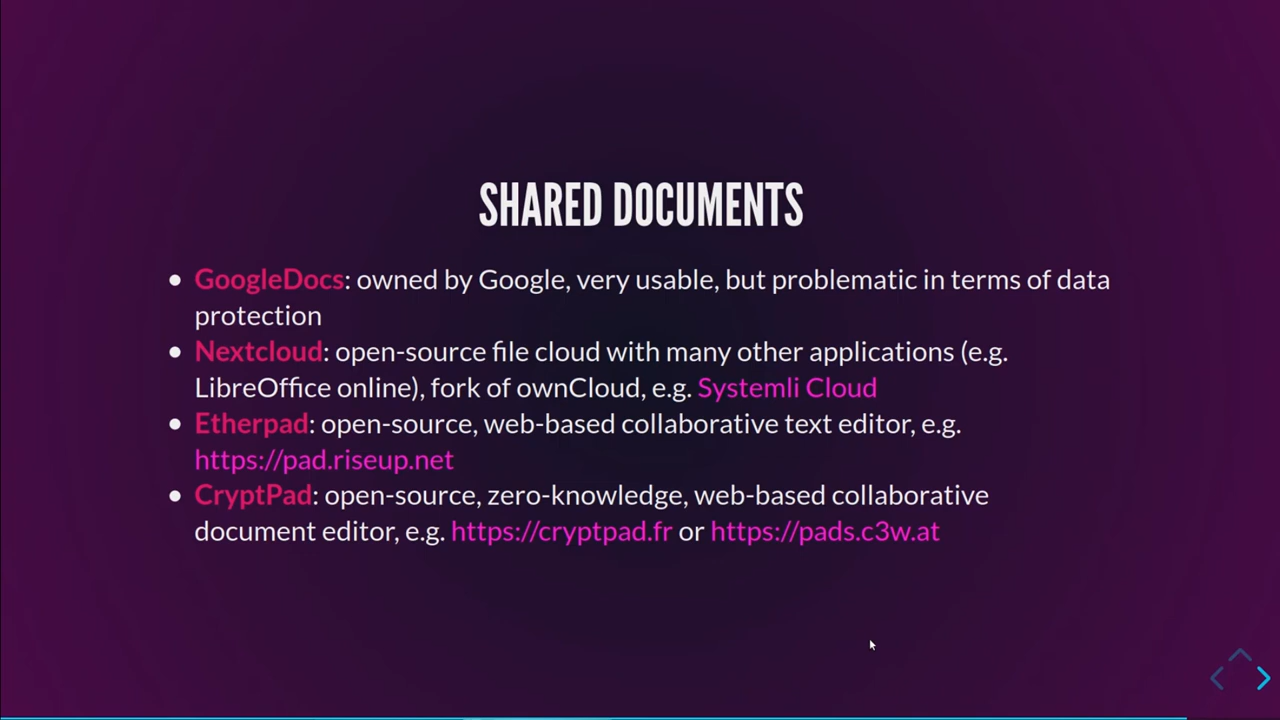 SHARED DOCUMENTS
• GoogleDocs: owned by Google, very usable, but problematic in terms of data
protection
• Nextcloud: open-source file cloud with many other applications (e.g.
LibreOffice online), fork of ownCloud, e.g. Systemli Cloud
• Etherpad: open-source, web-based collaborative text editor, e.g.
https://pad.riseup.net
• CryptPad: open-source, zero-knowledge, web-based collaborative
document editor, e.g. https://cryptpad.fr or https://pads.c3w.at